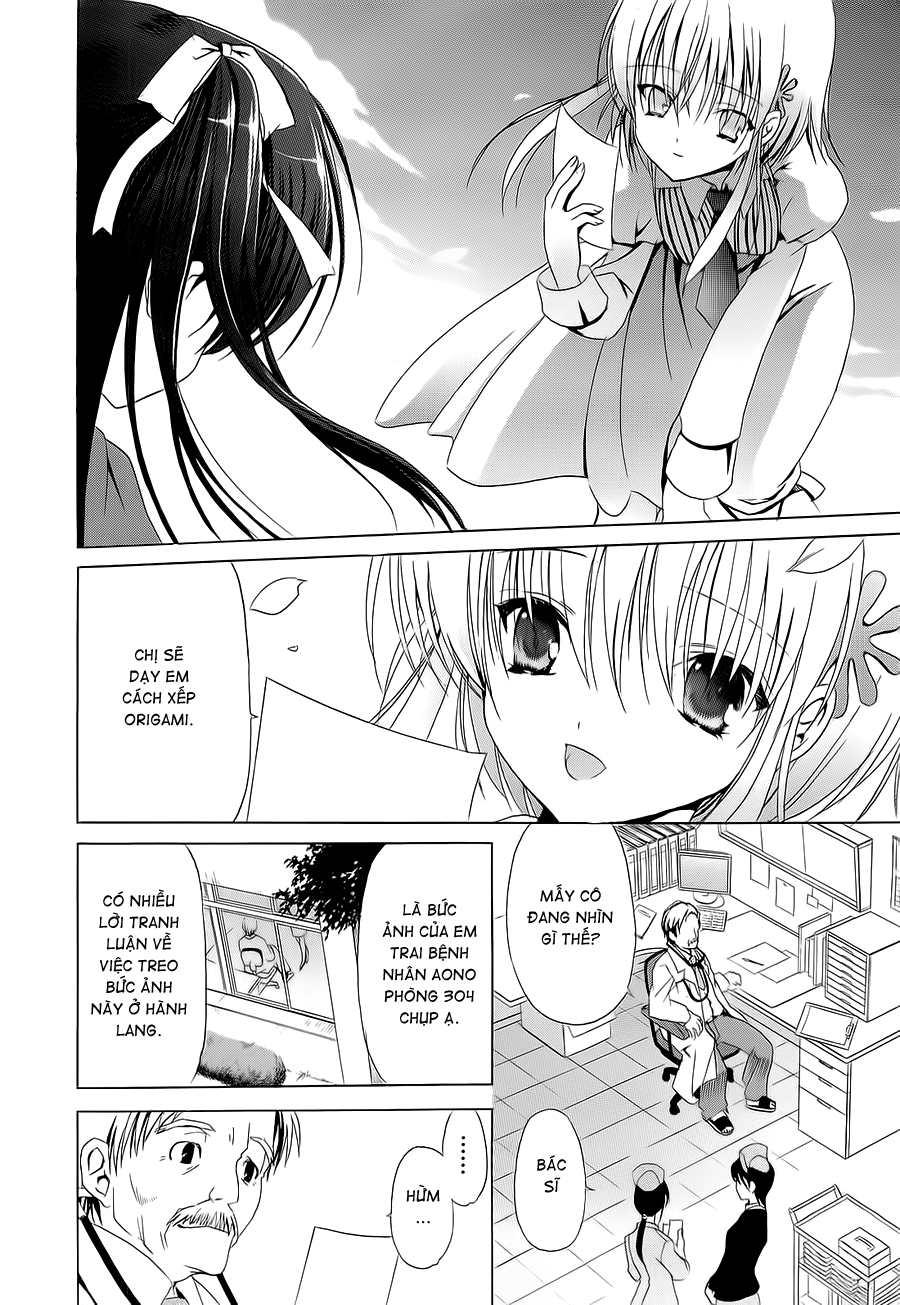 CHỊ SẼ
DẠY EM
CÁCH XẾP
ORIGAMI.
MẤY CÔ
ĐANG NHÌN
GÌ THẾ?
BÁC
SĨ
LÀ BỨC
ẢNH CỦA EM
TRAI BỆNH
NHÂN AONO
PHÒNG 304
CHỤP Ạ.
CÓ NHIỀU
LỜI TRANH
LUẬN VỀ
VIỆC TREO
BỨC ẢNH
NÀY Ở HÀNH
LANG.
......
HỪM
...